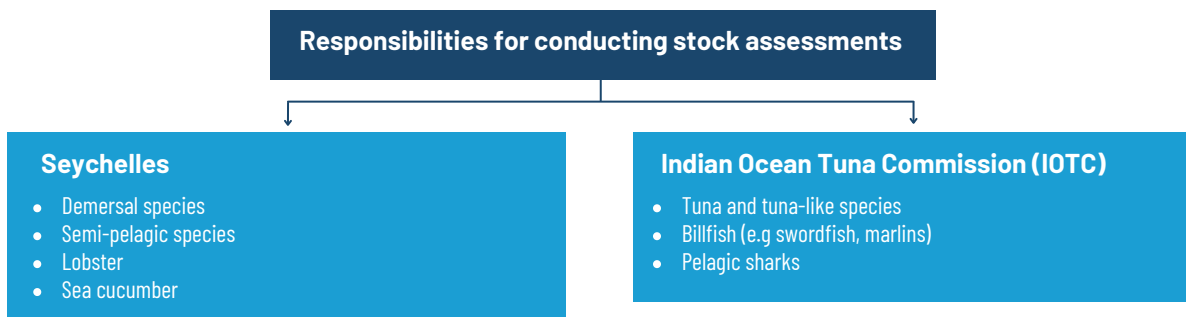 Responsibilities for conducting stock assessments
Seychelles
• Demersal species
• Semi-pelagic species
• Lobster
• Sea cucumber
Indian Ocean Tuna Commission (IOTC)
• Tuna and tuna-like species
• Billfish (e.g swordfish, marlins)
• Pelagic sharks